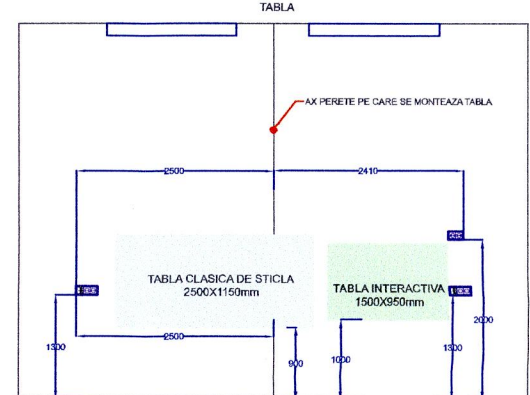 TABLA
AX PERETE PE CARE SE MONTEAZA TABLA
2500
2410
TABLA CLASICA DE STICLA
2500X1150mm
TABLA INTERACTIVA
1500X950mm
2500
1300
900
1000
1300
2000